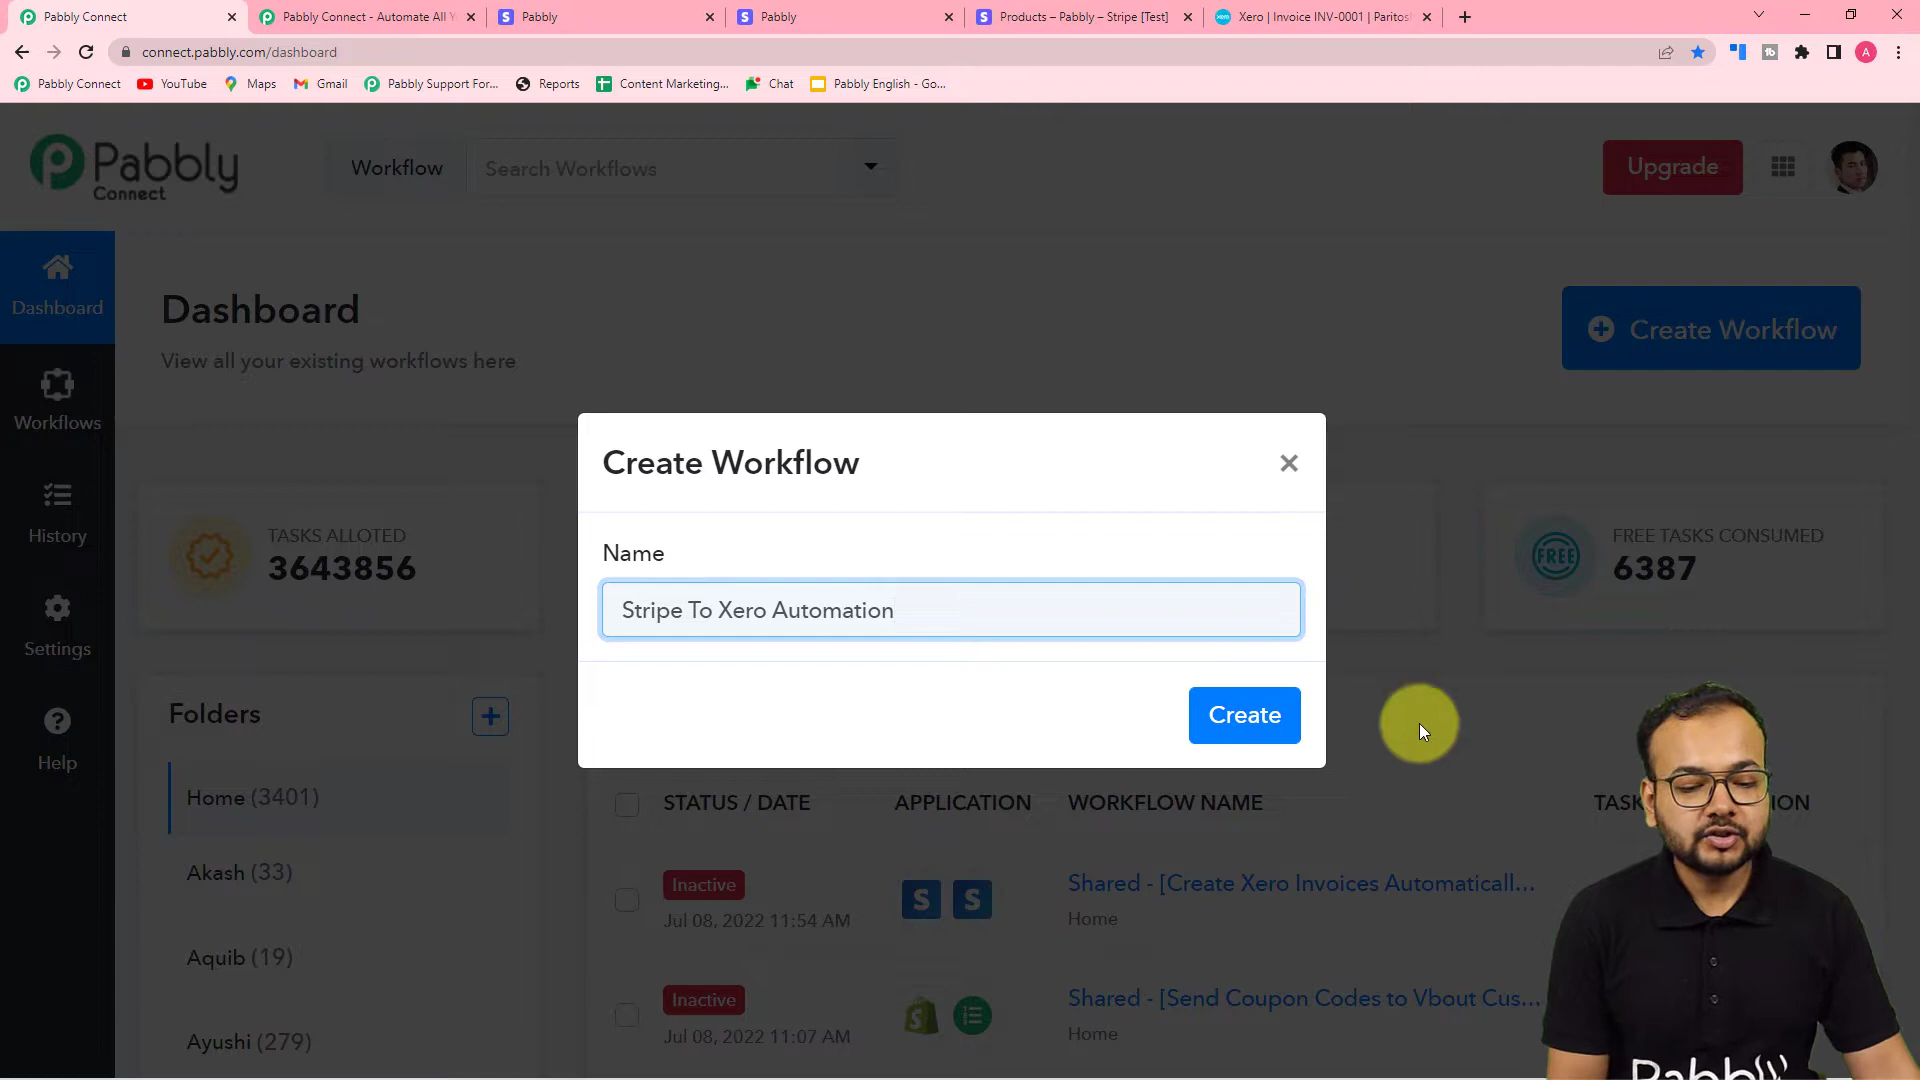 Pabbly Connect
Pabbly Connect - Automate All Y
Pabbly
Pabbly
Products – Pabbly – Stripe [Test]
Xero | Invoice INV-0001 | Paritos
connect.pabbly.com/dashboard
A
Pabbly Connect
YouTube
Maps
Gmail
Pabbly Support For...
Reports
Content Marketing...
Chat
Pabbly English - Go...
Pabbly
Connect
Workflow
Search Workflows
Upgrade
Dashboard
Workflows
History
Settings
Help
Dashboard
View all your existing workflows here
Create Workflow
TASKS ALLOTED
3643856
FREE
FREE TASKS CONSUMED
6387
Create Workflow
Name
Stripe To Xero Automation
Create
Folders
Home (3401)
Akash (33)
Aquib (19)
Ayushi (279)
STATUS / DATE
APPLICATION
WORKFLOW NAME
Inactive
Jul 08, 2022 11:54 AM
Shared - [Create Xero Invoices Automaticall...
Home
Inactive
Jul 08, 2022 11:07 AM
Shared - [Send Coupon Codes to Vbout Cus...
Home
Pabbly